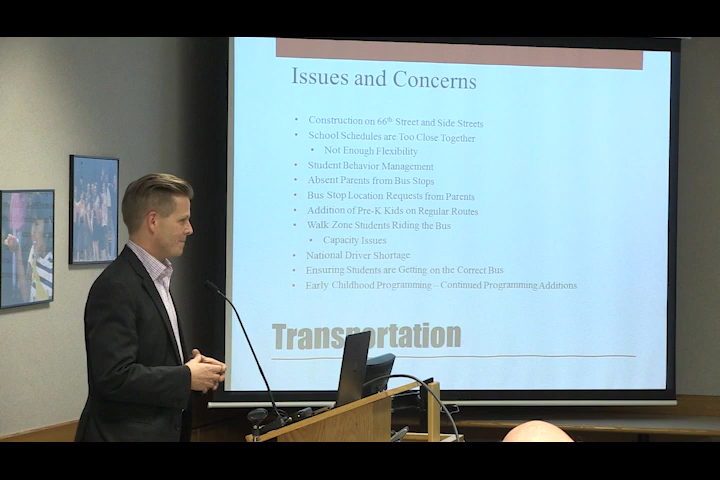 Issues and Concerns
• Construction on 66th Street and Side Streets
• School Schedules are Too Close Together
• Not Enough Flexibility
• Student Behavior Management
• Absent Parents from Bus Stops
• Bus Stop Location Requests from Parents
• Addition of Pre-K Kids on Regular Routes
• Walk Zone Students Riding the Bus
• Capacity Issues
• National Driver Shortage
• Ensuring Students are Getting on the Correct Bus
• Early Childhood Programming – Continued Programming Additions
Transportation